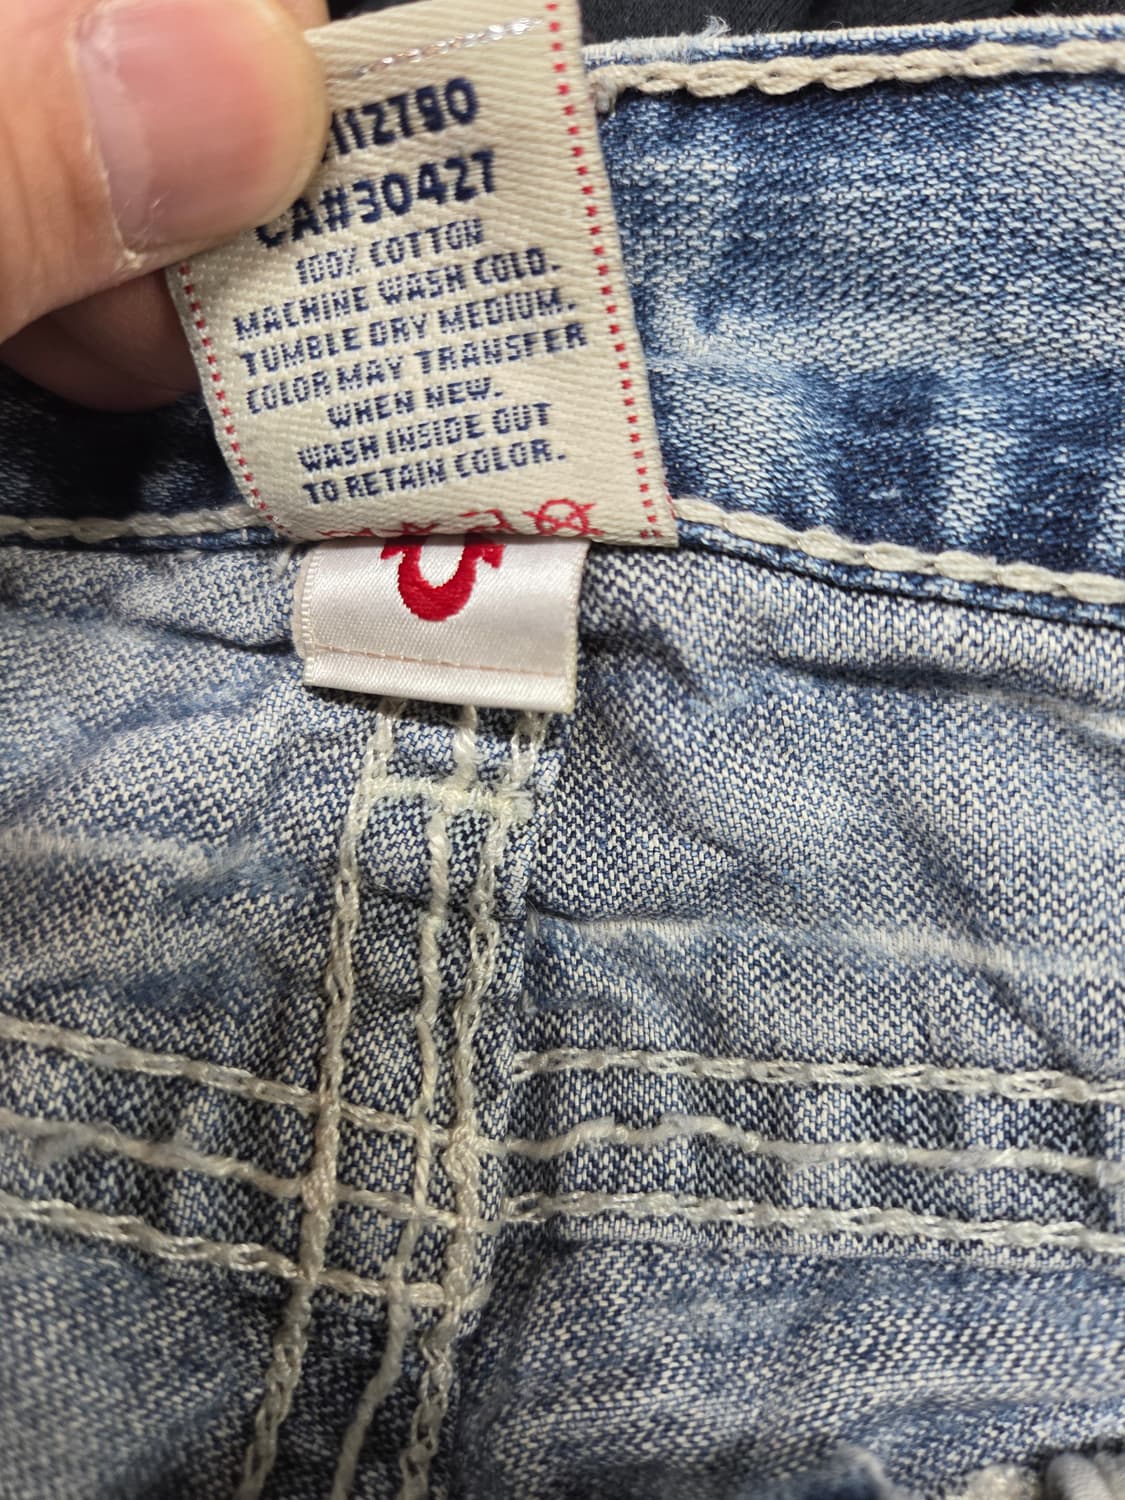 112780
CA#30427
100% COTTON
MACHINE WASH COLD.
TUMBLE DRY MEDIUM.
COLOR MAY TRANSFER
WHEN NEW.
WASH INSIDE OUT
TO RETAIN COLOR.